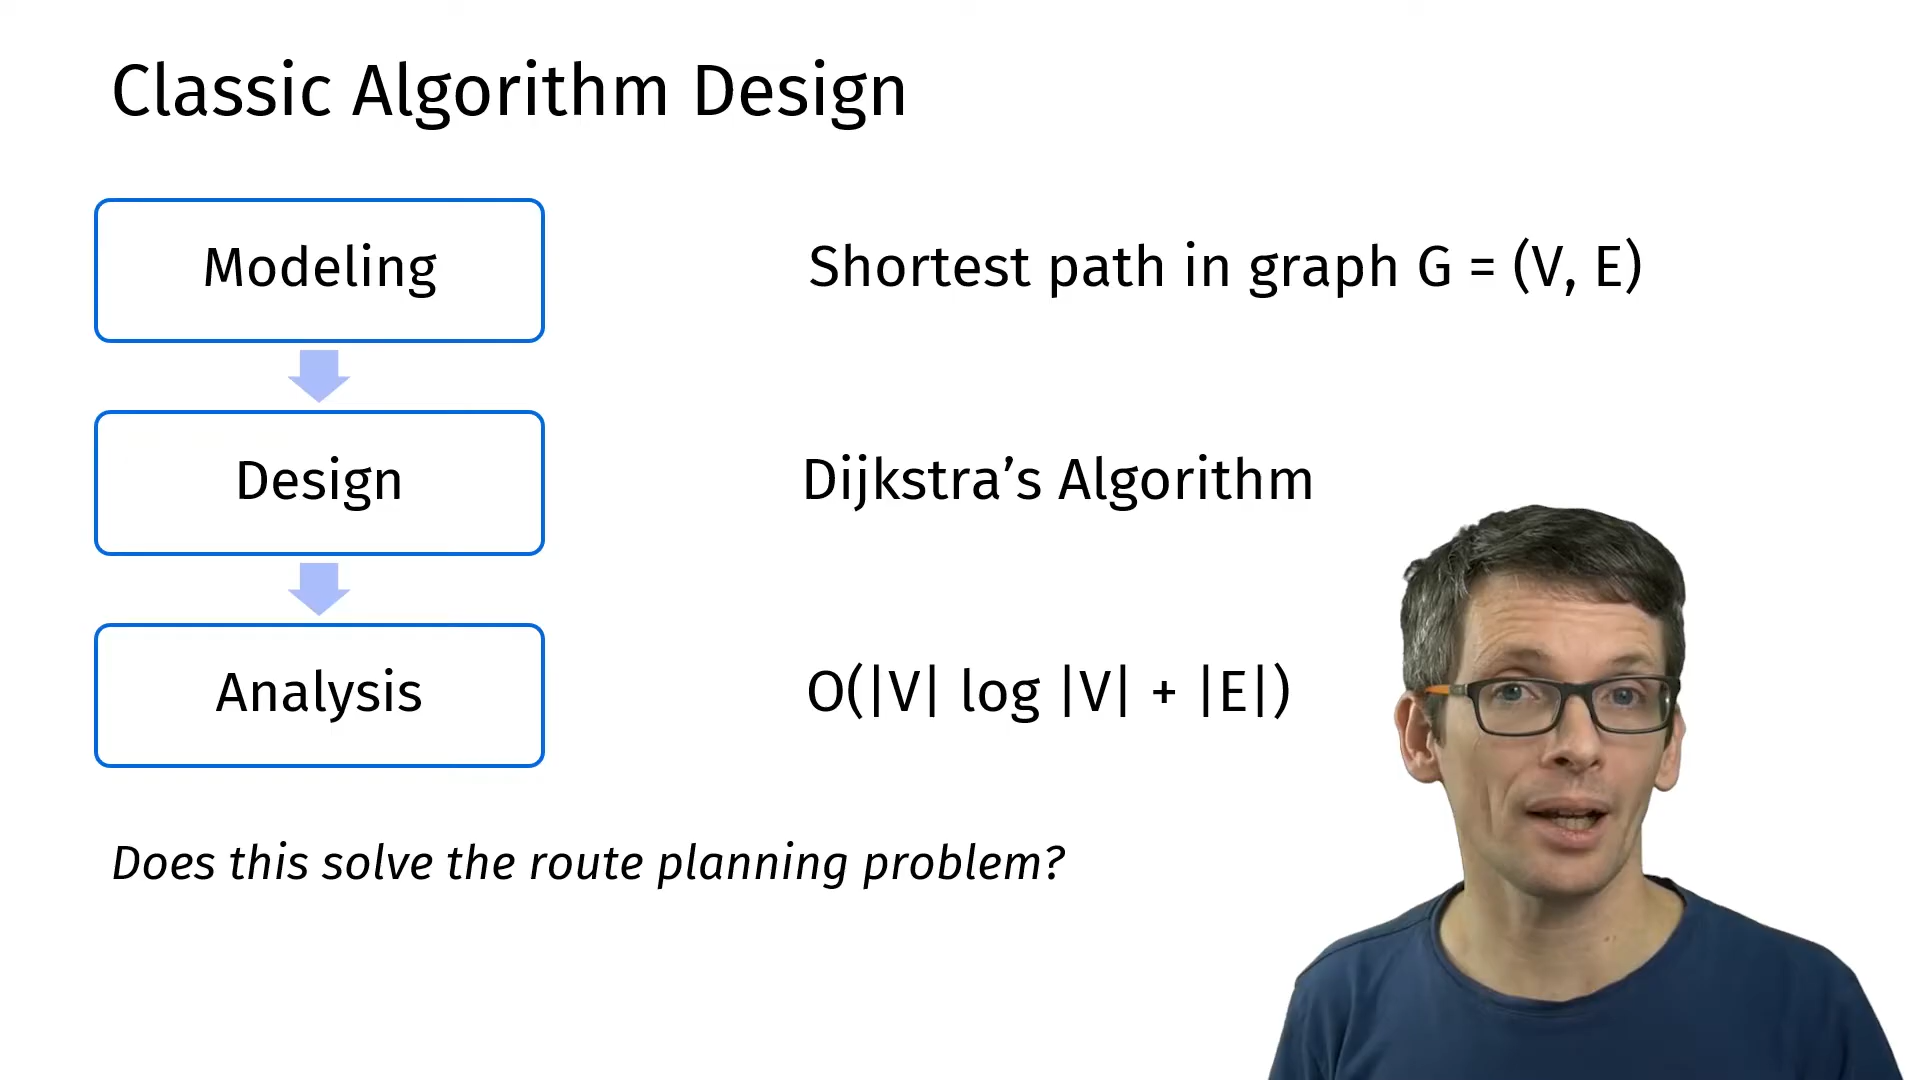 Classic Algorithm Design
Modeling
Shortest path in graph G = (V, E)
Design
Dijkstra’s Algorithm
Analysis
O(|V| log |V| + |E|)
Does this solve the route planning problem?